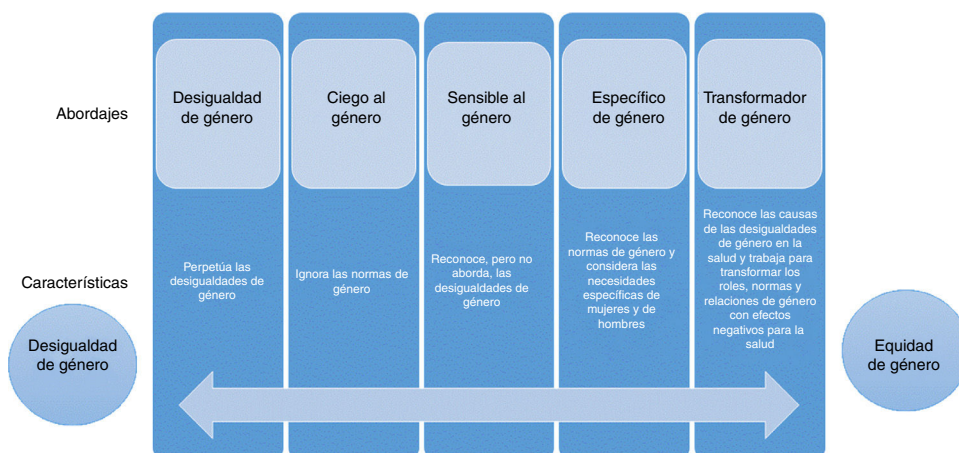 Abordajes
Desigualdad
de género
Ciego al
género
Sensible al
género
Específico
de género
Transformador
de género
Características
Perpetúa las
desigualdades de
género
Ignora las normas de
género
Reconoce, pero no
aborda, las
desigualdades de
género
Reconoce las
normas de género y
considera las
necesidades
específicas de
mujeres y de
hombres
Reconoce las causas
de las desigualdades
de género en la
salud y trabaja para
transformar los
roles, normas y
relaciones de género
con efectos
negativos para la
salud
Desigualdad
de género
Equidad
de género